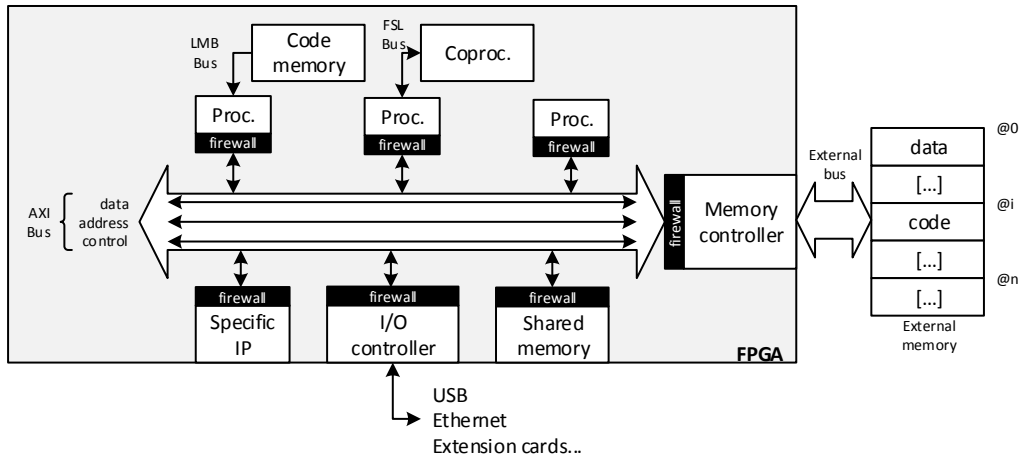 LMB
Bus
Code
memory
FSL
Bus
Coproc.
Proc.
firewall
Proc.
firewall
Proc.
firewall
AXI
Bus
data
address
control
firewall
Memory
controller
External
bus
@0
data
[...]
@i
code
[...]
@n
[...]
External
memory
firewall
Specific
IP
firewall
I/O
controller
firewall
Shared
memory
FPGA
USB
Ethernet
Extension cards...